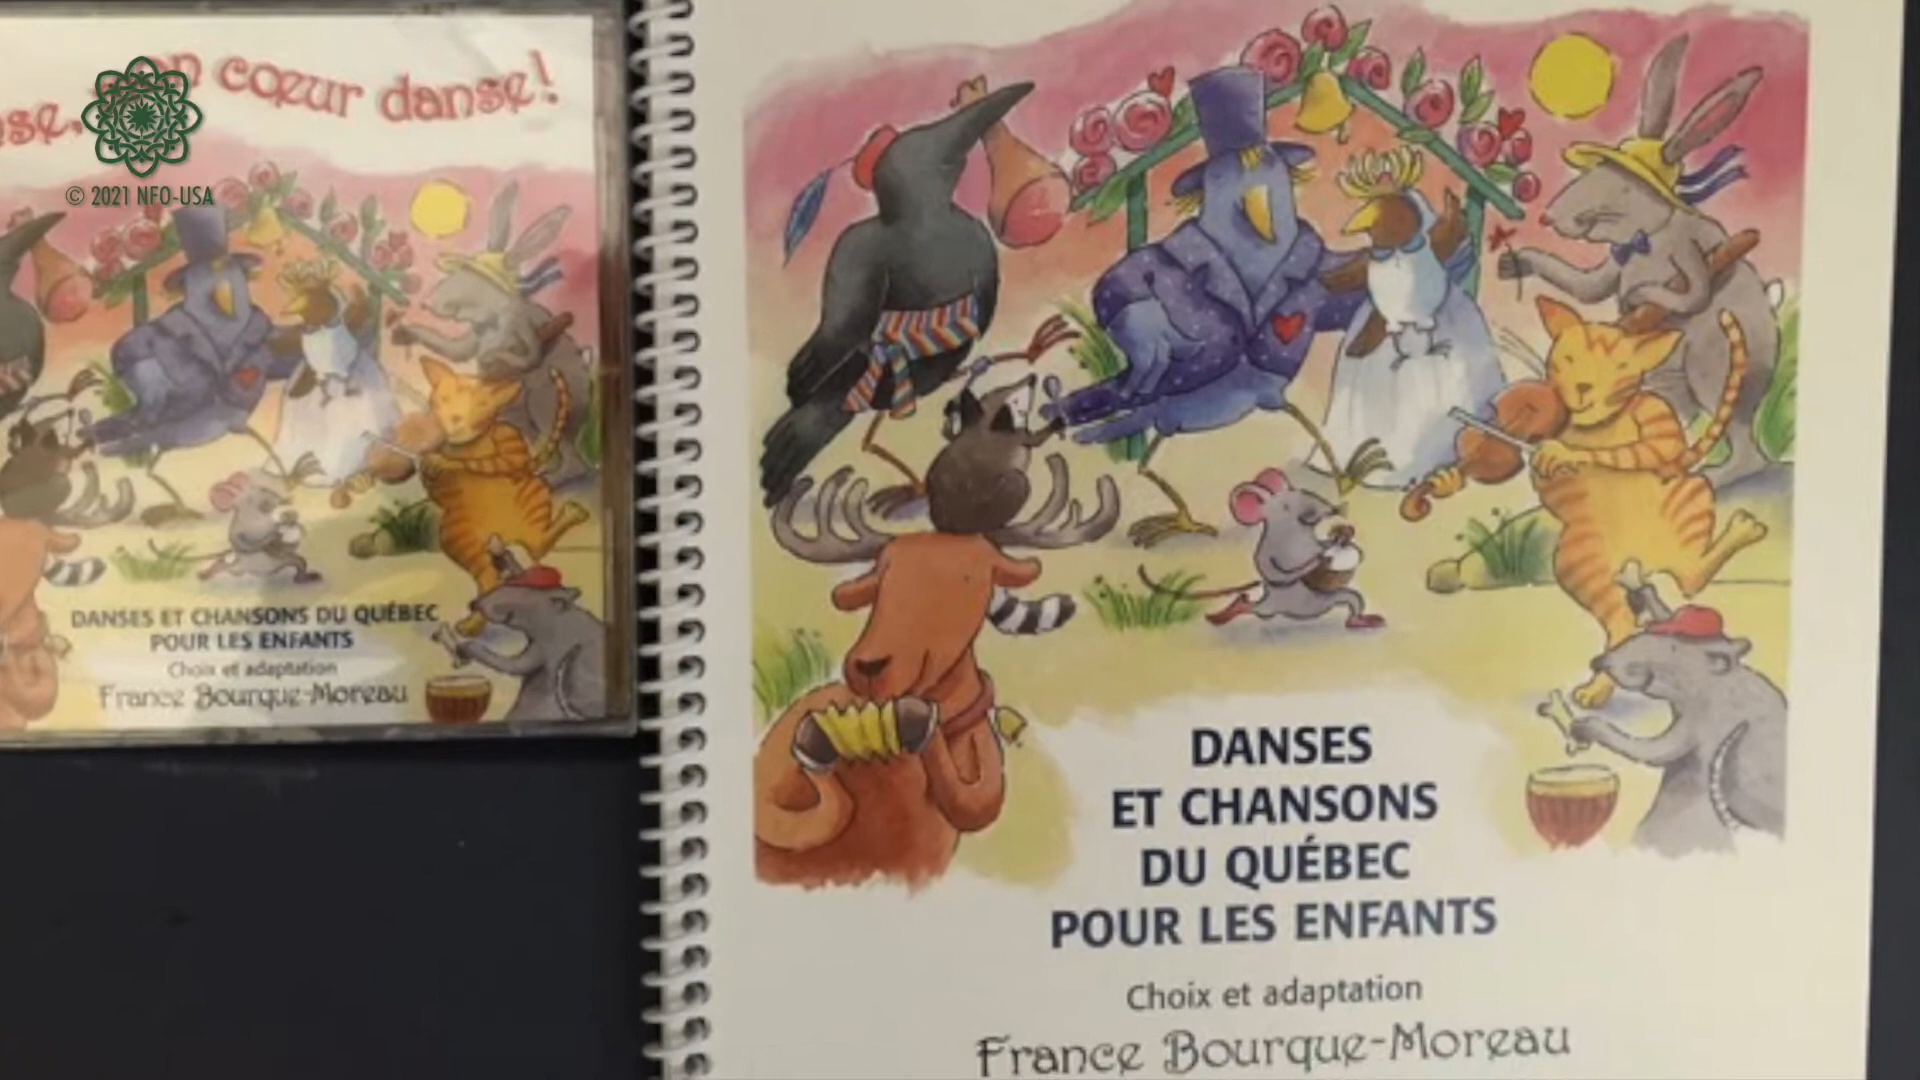 cœur danse!
© 2021 NFO-USA
DANSES ET CHANSONS DU QUÉBEC
POUR LES ENFANTS
Choix et adaptation
France Bourque-Moreau
DANSES
ET CHANSONS
DU QUÉBEC
POUR LES ENFANTS
Choix et adaptation
France Bourque-Moreau